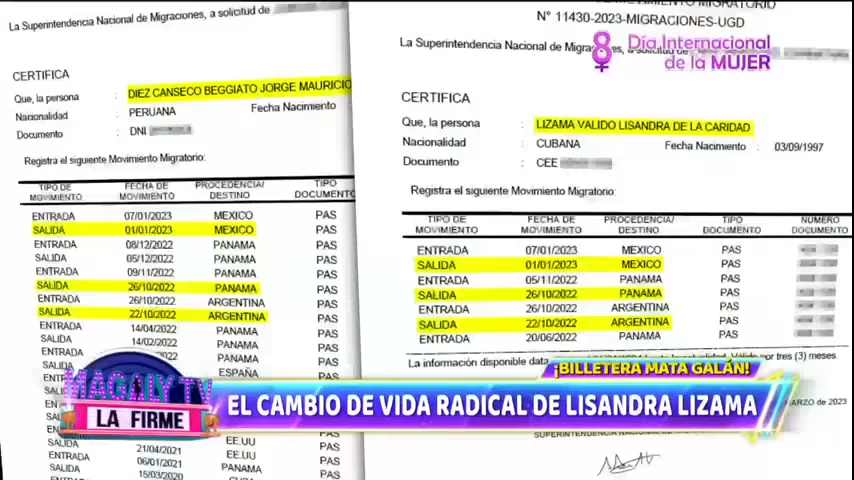 La Superintendencia Nacional de Migraciones, a solicitud de
CERTIFICA
Que, la persona : DIEZ CANSECO BEGGIATO JORGE MAURICIO
Nacionalidad : PERUANA Fecha Nacimiento :
Documento : DNI
Registra el siguiente Movimiento Migratorio:
TIPO DE MOVIMIENTO FECHA DE MOVIMIENTO PROCEDENCIA/ DESTINO TIPO DOCUMENTO
ENTRADA 07/01/2023 MEXICO PAS
SALIDA 01/01/2023 MEXICO PAS
ENTRADA 08/12/2022 PANAMA PAS
SALIDA 05/12/2022 PANAMA PAS
ENTRADA 09/11/2022 PANAMA PAS
SALIDA 26/10/2022 PANAMA PAS
ENTRADA 26/10/2022 ARGENTINA PAS
SALIDA 22/10/2022 ARGENTINA PAS
ENTRADA 14/04/2022 PANAMA PAS
SALIDA 14/02/2022 PANAMA PAS
ESPAÑA
SALIDA 21/04/2021 EE.UU PAS
ENTRADA 06/01/2021 EE.UU PAS
SALIDA 15/03/2020 PANAMA PAS
MIGRATORIO
N° 11430-2023-MIGRACIONES-UGD
La Superintendencia Nacional de
Día Internacional
de la MUJER
CERTIFICA
Que, la persona : LIZAMA VALIDO LISANDRA DE LA CARIDAD
Nacionalidad : CUBANA Fecha Nacimiento : 03/09/1997
Documento : CEE
Registra el siguiente Movimiento Migratorio:
TIPO DE MOVIMIENTO FECHA DE MOVIMIENTO PROCEDENCIA/ DESTINO TIPO DOCUMENTO NÚMERO DOCUMENTO
ENTRADA 07/01/2023 MEXICO PAS
SALIDA 01/01/2023 MEXICO PAS
ENTRADA 05/11/2022 PANAMA PAS
SALIDA 26/10/2022 PANAMA PAS
ENTRADA 26/10/2022 ARGENTINA PAS
SALIDA 22/10/2022 ARGENTINA PAS
ENTRADA 20/06/2022 PANAMA PAS
La información disponible data
por tres (3) meses.
MARZO de 2023
¡BILLETERA MATA GALÁN!
MAGALY TV
LA FIRME
EL CAMBIO DE VIDA RADICAL DE LISANDRA LIZAMA